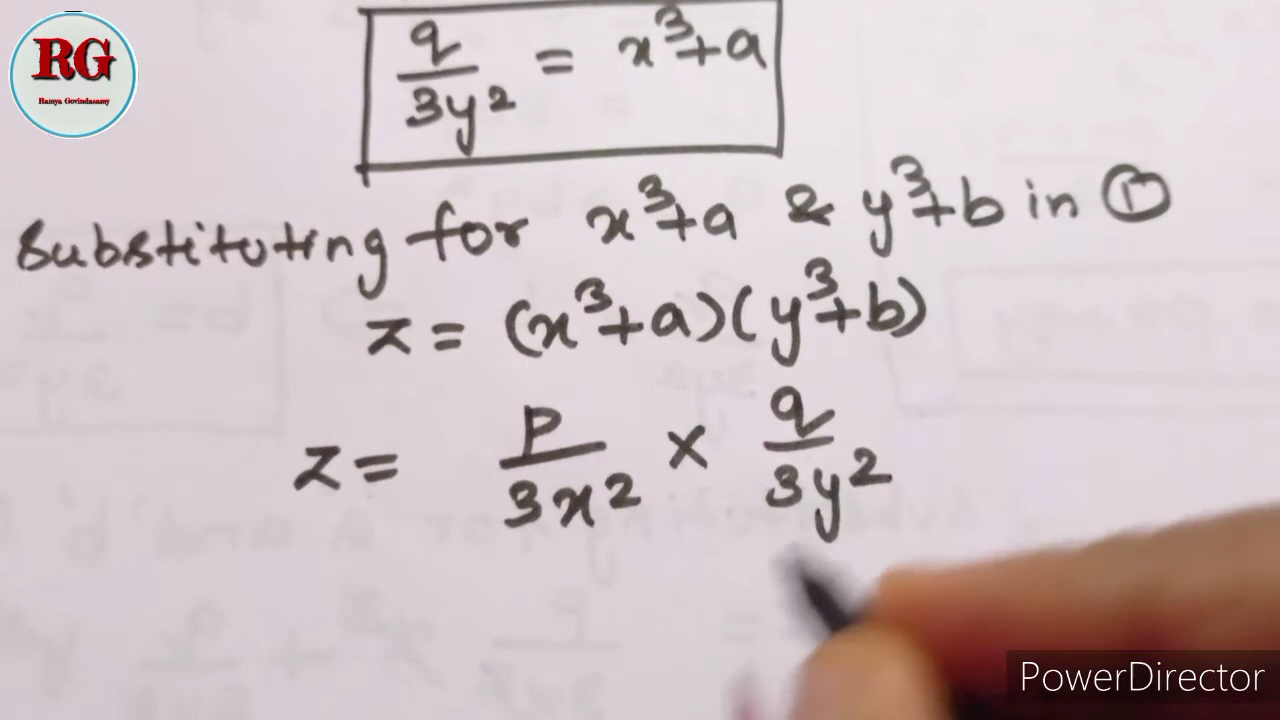 RG
Ramya Govindasamy
q/3y² = x³+a
Substituting for x³+a & y³+b in ①
z = (x³+a)(y³+b)
z = p/3x² × q/3y²
PowerDirector